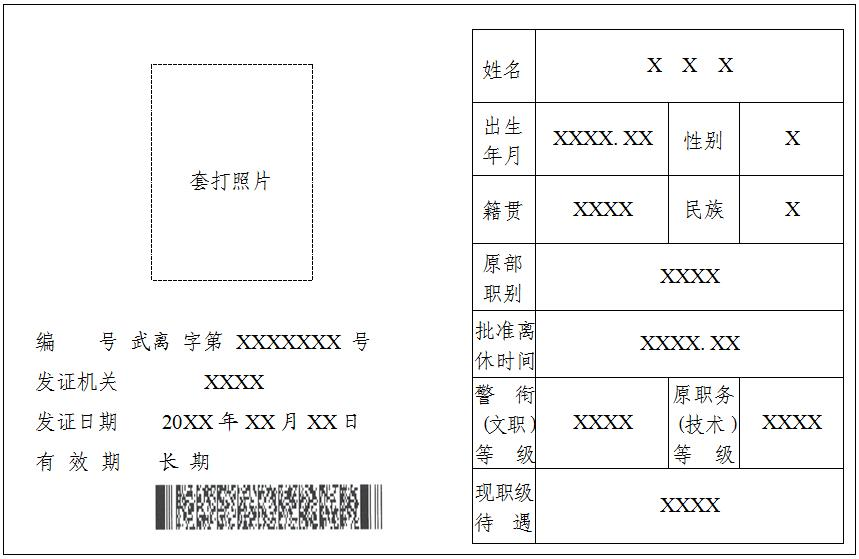 套打照片
编 号 武离 字第 XXXXXXX 号
发证机关 XXXX
发证日期 20XX 年 XX 月 XX 日
有 效 期 长 期
姓名 X X X
出生
年月 XXXX. XX 性别 X
籍贯 XXXX 民族 X
原部
职别 XXXX
批准离
休时间 XXXX. XX
警 衔
(文职)
等 级 XXXX
原职务
(技术)
等 级 XXXX
现职级
待 遇 XXXX